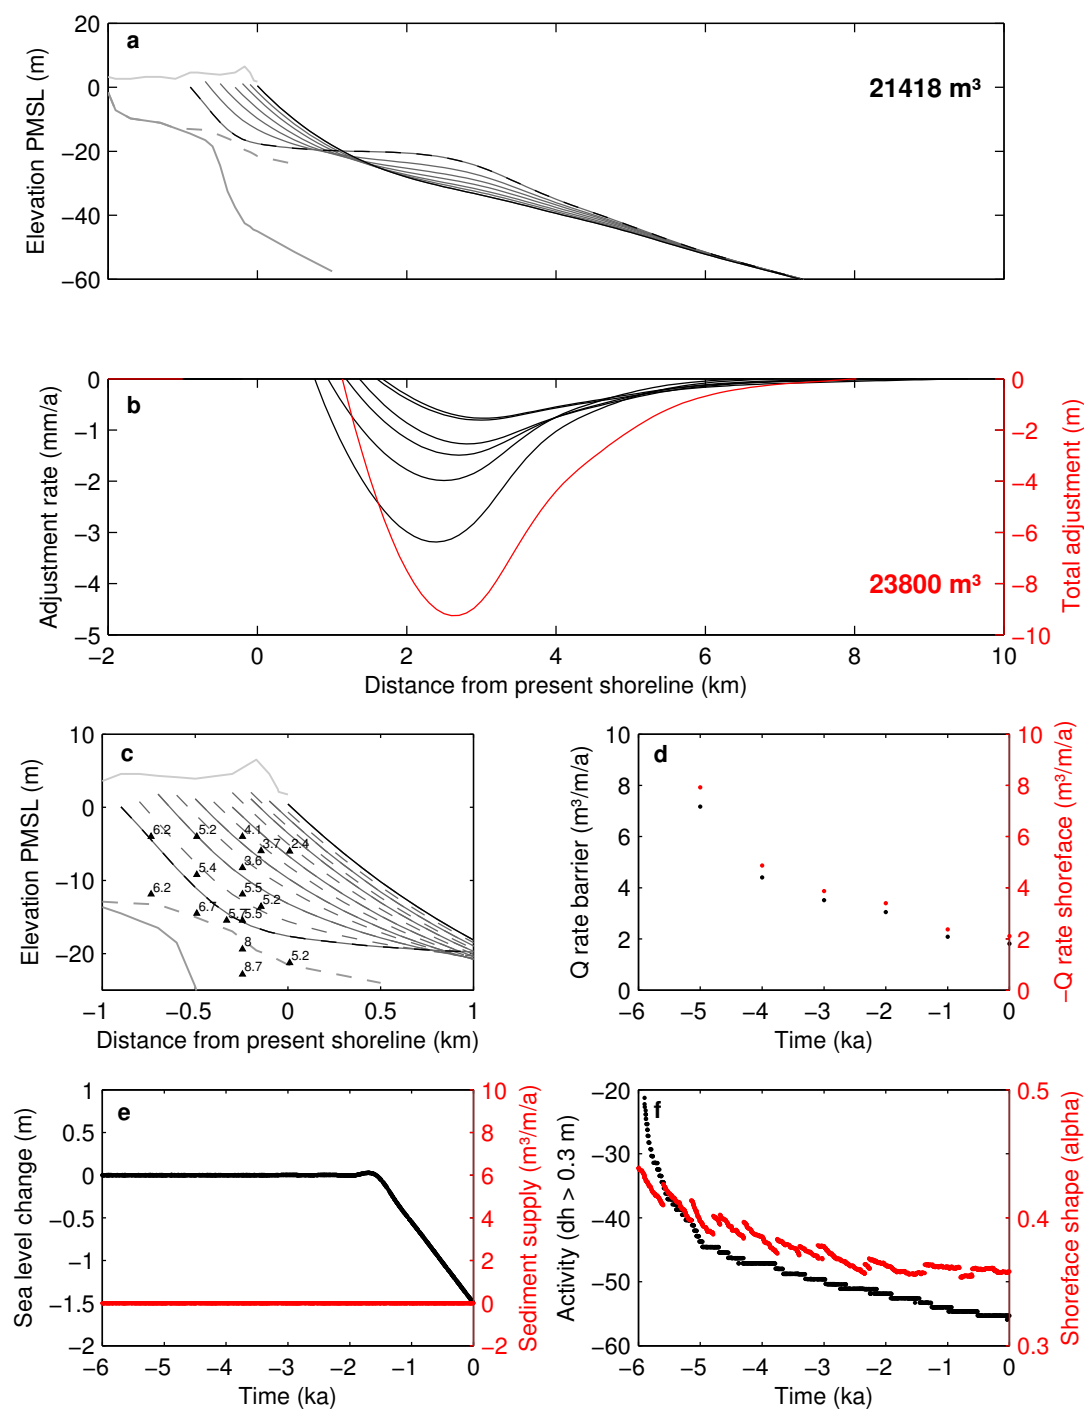 a
20
0
−20
−40
−60
Elevation PMSL (m)
21418 m³
b
0
−1
−2
−3
−4
−5
Adjustment rate (mm/a)
0
−2
−4
−6
−8
−10
Total adjustment (m)
23800 m³
−2 0 2 4 6 8 10
Distance from present shoreline (km)
c
10
0
−10
−20
Elevation PMSL (m)
6.2 5.2 4.1
3.7 2.4
3.6
5.4
6.2 5.5
5.2
6.7
5.7 5.5
8
5.2
8.7
−1 −0.5 0 0.5 1
Distance from present shoreline (km)
d
10
8
6
4
2
0
Q rate barrier (m³/m/a)
10
8
6
4
2
0
−Q rate shoreface (m³/m/a)
−6 −5 −4 −3 −2 −1 0
Time (ka)
e
1
0.5
0
−0.5
−1
−1.5
−2
Sea level change (m)
10
8
6
4
2
0
−2
Sediment supply (m³/m/a)
−6 −5 −4 −3 −2 −1 0
Time (ka)
f
−20
−30
−40
−50
−60
Activity (dh > 0.3 m)
0.5
0.4
0.3
Shoreface shape (alpha)
−6 −5 −4 −3 −2 −1 0
Time (ka)